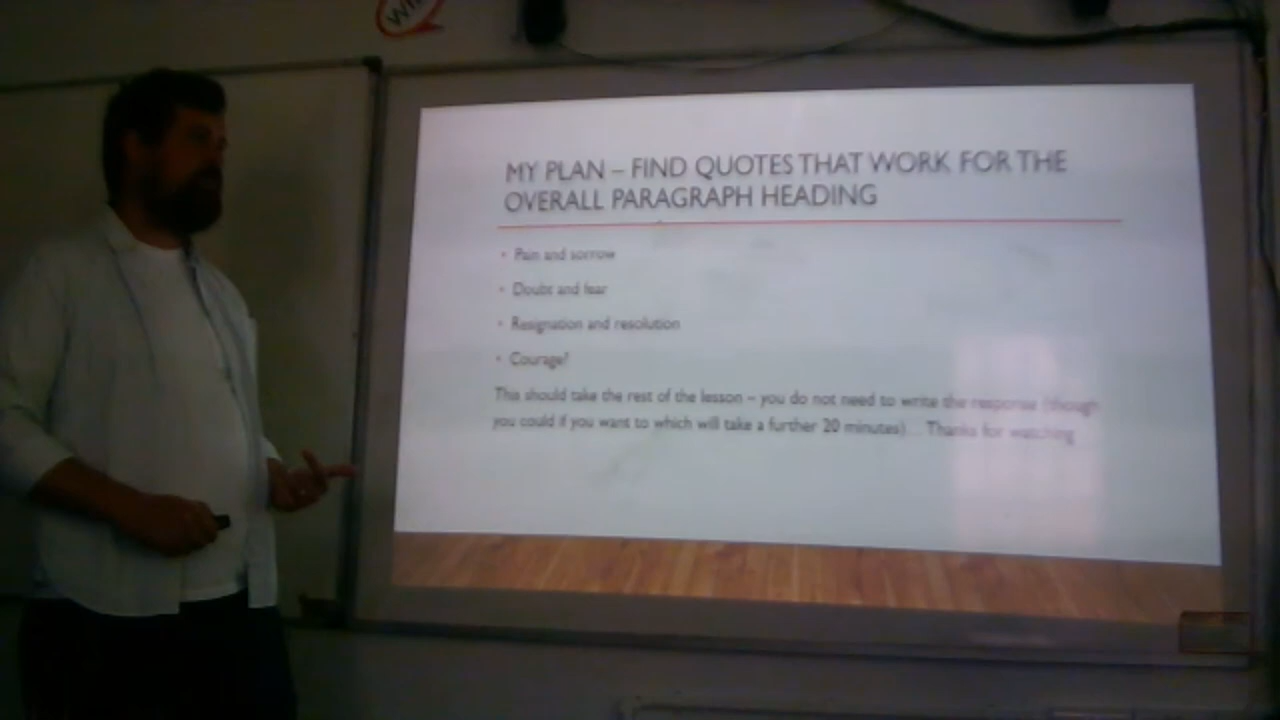 MY PLAN – FIND QUOTES THAT WORK FOR THE
OVERALL PARAGRAPH HEADING
• Pain and sorrow
• Doubt and fear
• Resignation and resolution
• Courage?
This should take the rest of the lesson – you do not need to write the response (though
you could if you want to which will take a further 20 minutes) Thanks for watching